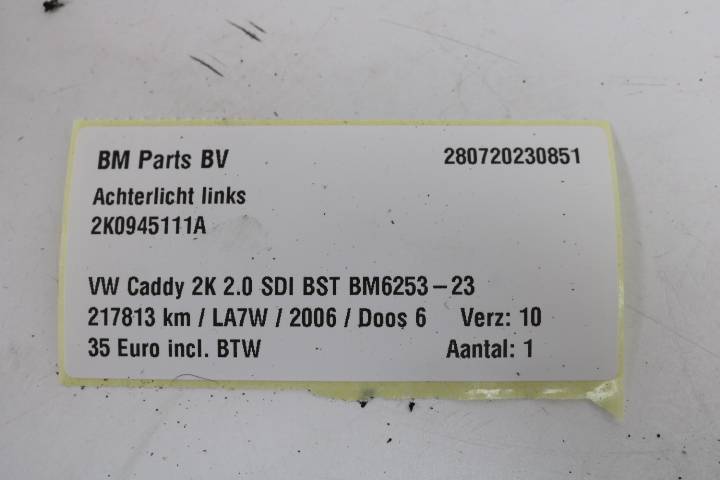 BM Parts BV 280720230851
Achterlicht links
2K0945111A
VW Caddy 2K 2.0 SDI BST BM6253-23
217813 km / LA7W / 2006 / Doos 6 Verz: 10
35 Euro incl. BTW Aantal: 1